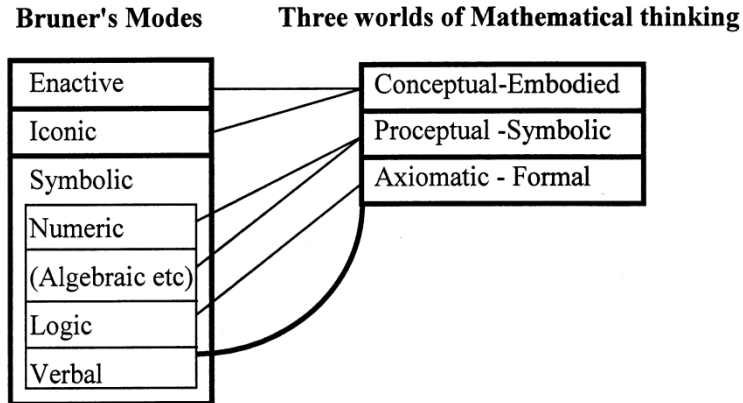 Bruner's Modes
Three worlds of Mathematical thinking
Enactive
Iconic
Symbolic
Numeric
(Algebraic etc)
Logic
Verbal
Conceptual-Embodied
Proceptual -Symbolic
Axiomatic - Formal